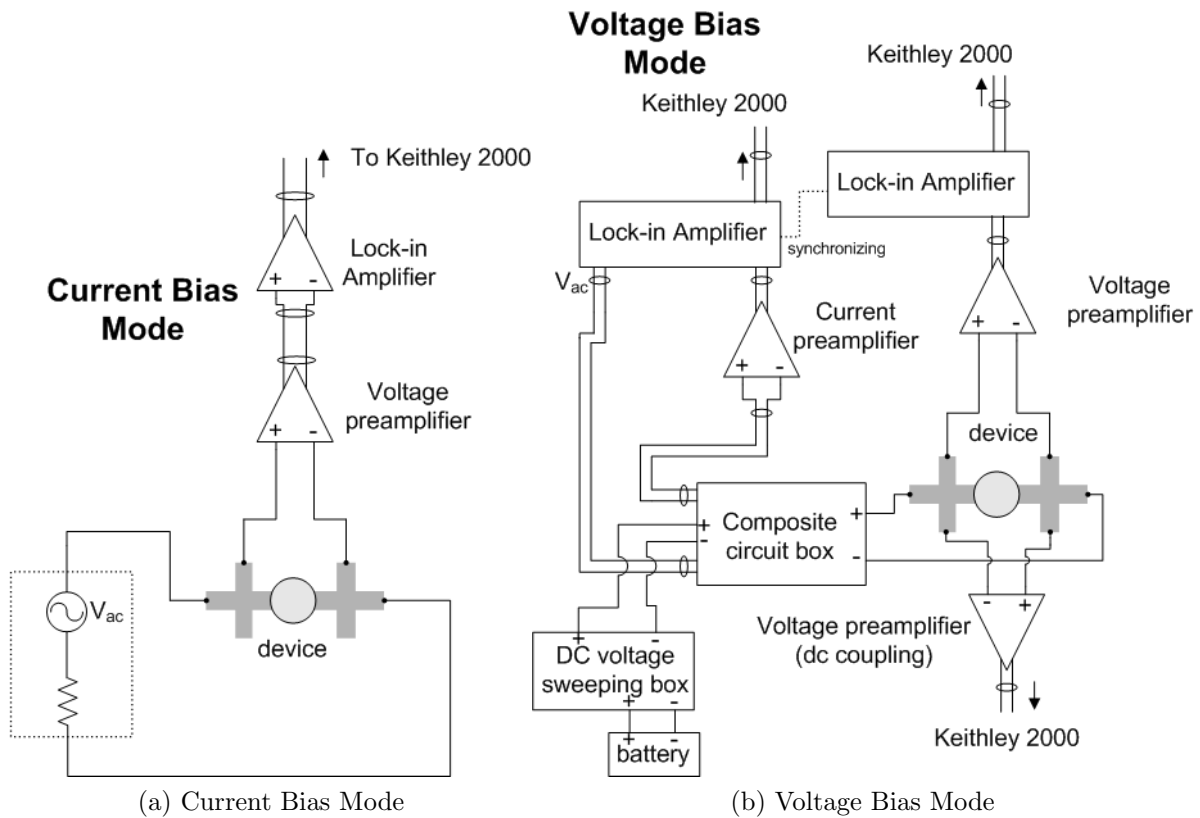 Current Bias
Mode
To Keithley 2000
Lock-in
Amplifier
+ -
Voltage
preamplifier
+ -
Vac
device
(a) Current Bias Mode
Voltage Bias
Mode
Keithley 2000
Keithley 2000
Lock-in Amplifier
Lock-in Amplifier
synchronizing
Vac
Current
preamplifier
+ -
Voltage
preamplifier
+ -
device
Composite
circuit box
+
-
+
-
Voltage preamplifier
(dc coupling)
- +
Keithley 2000
+ -
DC voltage
sweeping box
+ -
+ -
battery
(b) Voltage Bias Mode